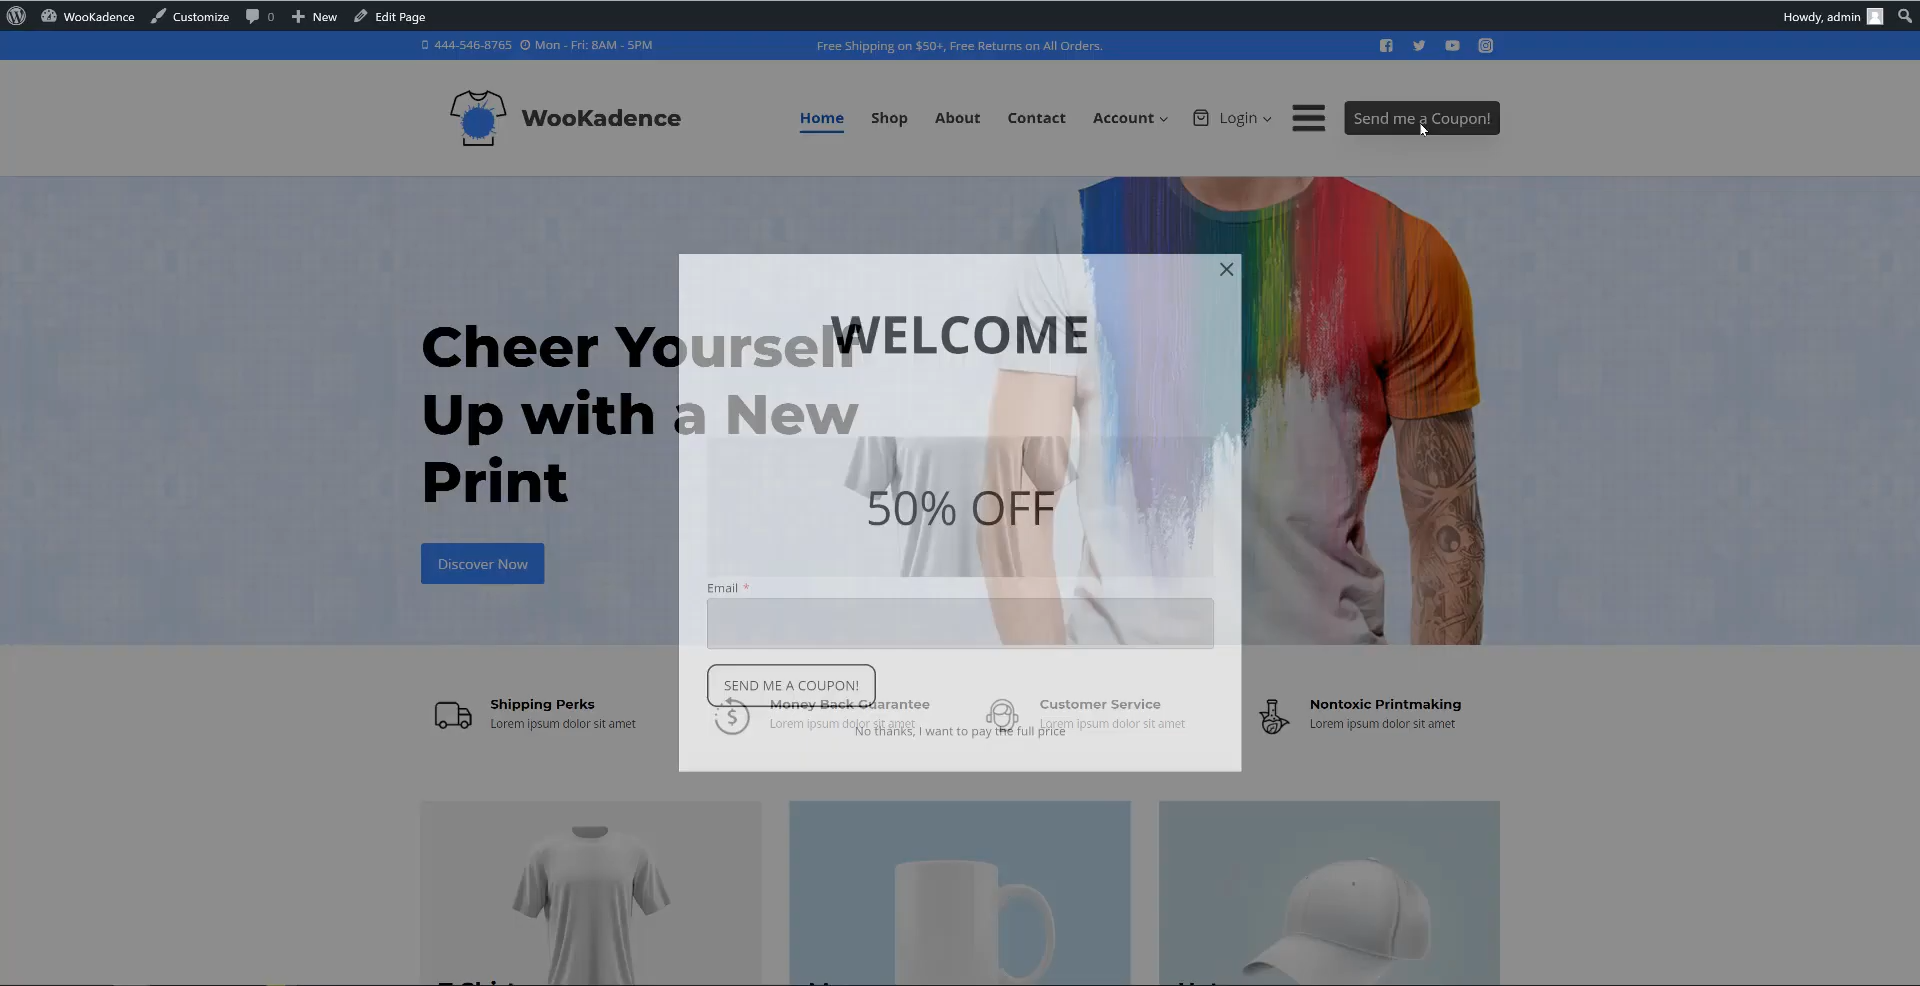 WooKadence
Customize
0
New
Edit Page
Howdy, admin
444-546-8765
Mon - Fri: 8AM - 5PM
Free Shipping on $50+, Free Returns on All Orders.
WooKadence
Home
Shop
About
Contact
Account
Login
Send me a Coupon!
Cheer Yourself
Up with a New
Print
Discover Now
WELCOME
50% OFF
Email *
SEND ME A COUPON!
No thanks, I want to pay the full price
Shipping Perks
Lorem ipsum dolor sit amet
Money Back Guarantee
Lorem ipsum dolor sit amet
Customer Service
Lorem ipsum dolor sit amet
Nontoxic Printmaking
Lorem ipsum dolor sit amet